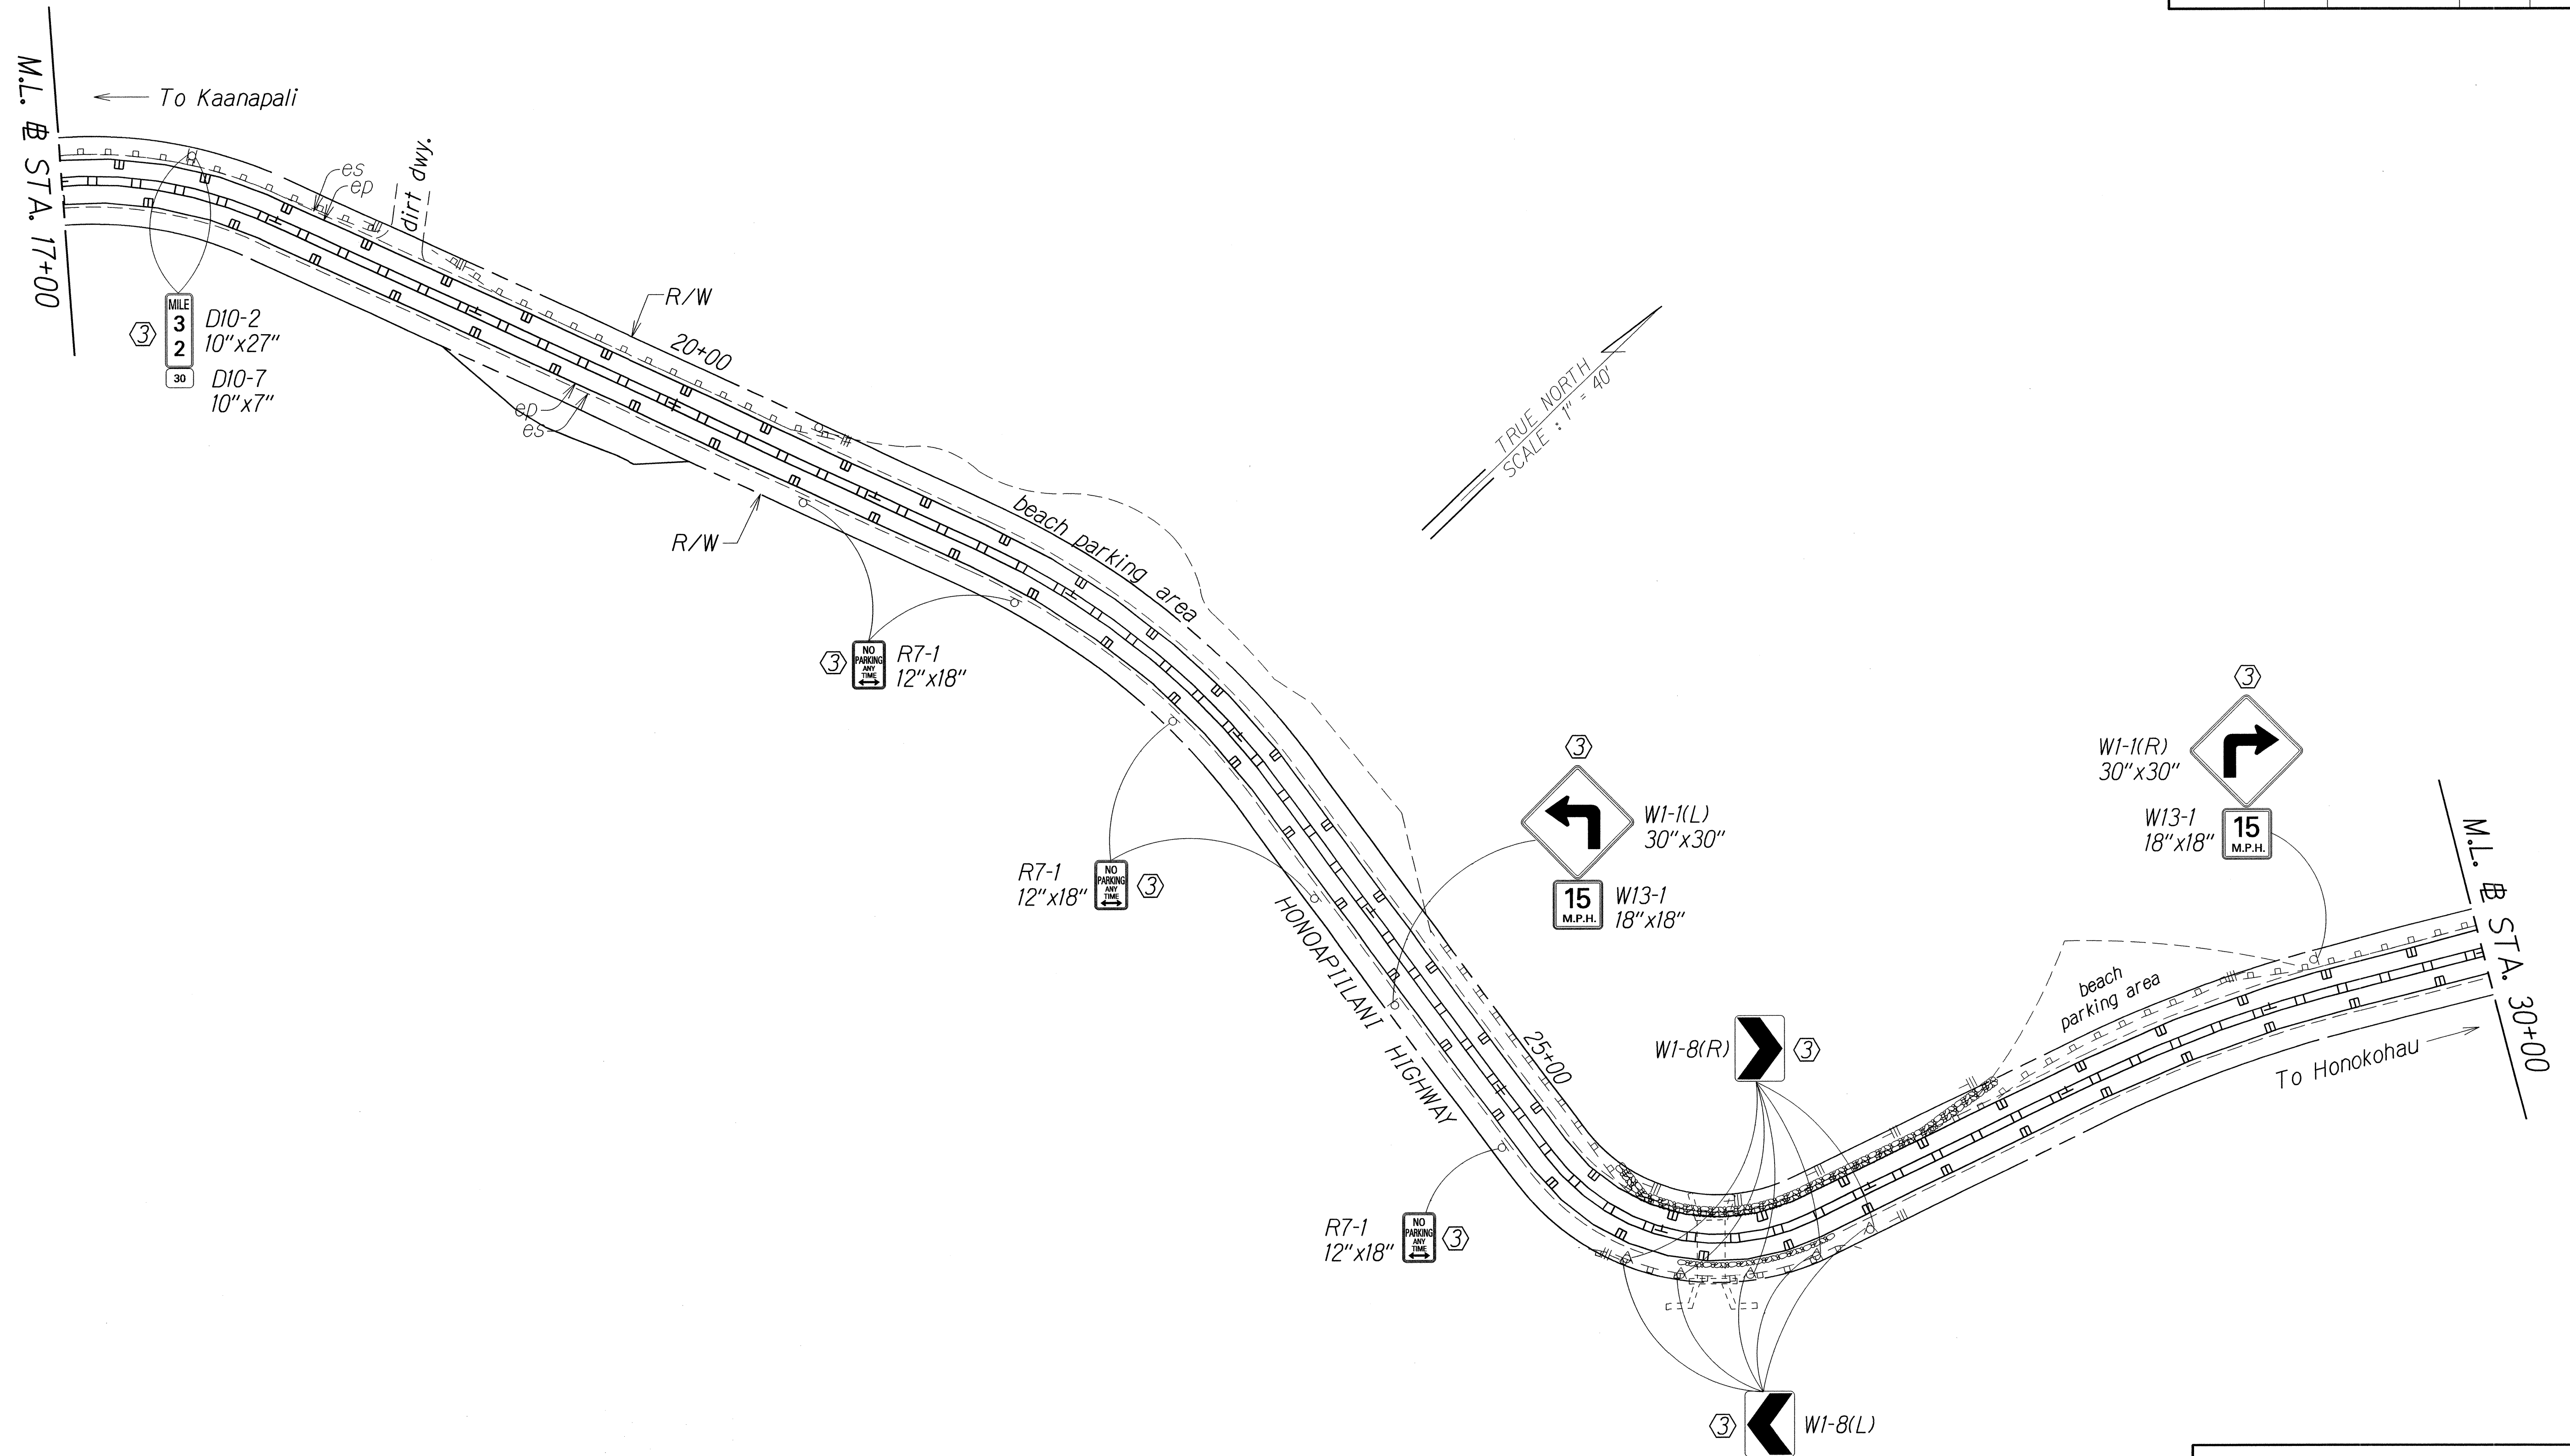 M.L. BL STA. 17+00
To Kaanapali
es
ep
dirt dwy.
MILE
3
2
30
3
D10-2
10"x27"
D10-7
10"x7"
R/W
20+00
ep
es
R/W
TRUE NORTH
SCALE : 1" = 40'
beach parking area
3
NO
PARKING
ANY
TIME
R7-1
12"x18"
R7-1
12"x18"
NO
PARKING
ANY
TIME
3
HONOAPIILANI HIGHWAY
3
W1-1(L)
30"x30"
15
M.P.H.
W13-1
18"x18"
3
W1-1(R)
30"x30"
W13-1
18"x18"
15
M.P.H.
M.L. BL STA. 30+00
25+00
W1-8(R)
3
beach
parking area
To Honokohau
R7-1
12"x18"
NO
PARKING
ANY
TIME
3
3
W1-8(L)